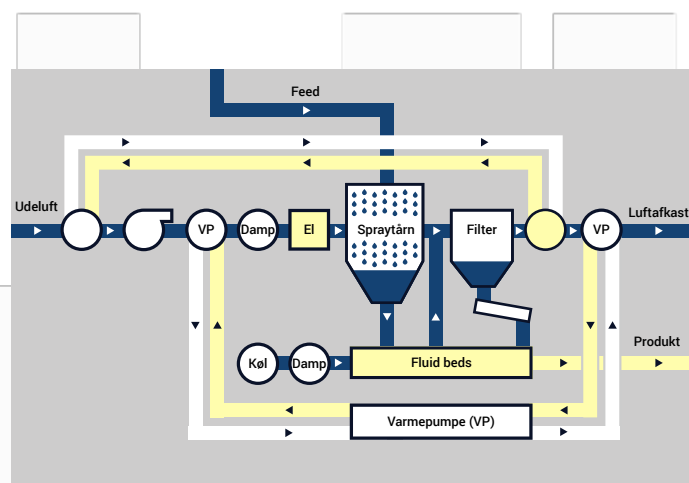 Feed
Udeluft
VP
Damp
El
Spraytårn
Filter
VP
Luftafkast
Produkt
Køl
Damp
Fluid beds
Varmepumpe (VP)